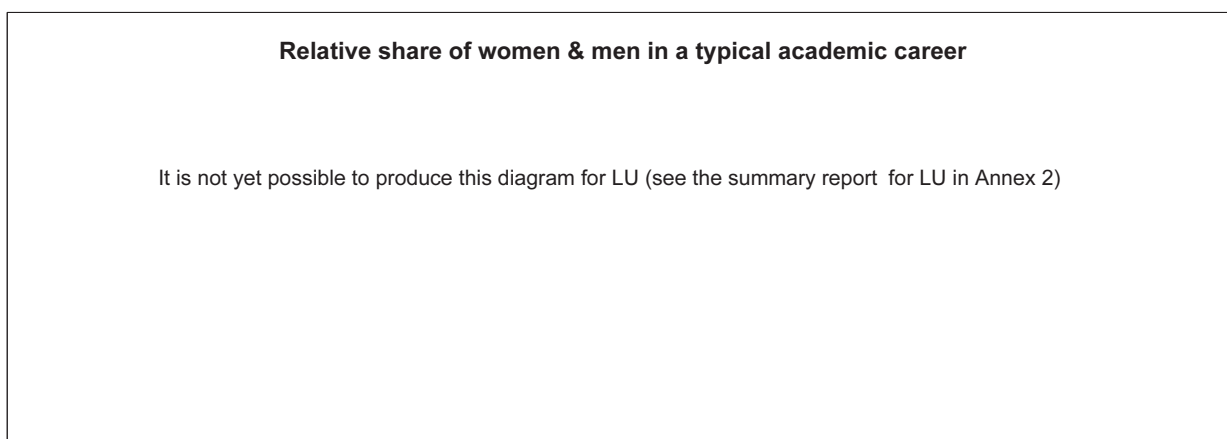 Relative share of women & men in a typical academic career
It is not yet possible to produce this diagram for LU (see the summary report for LU in Annex 2)